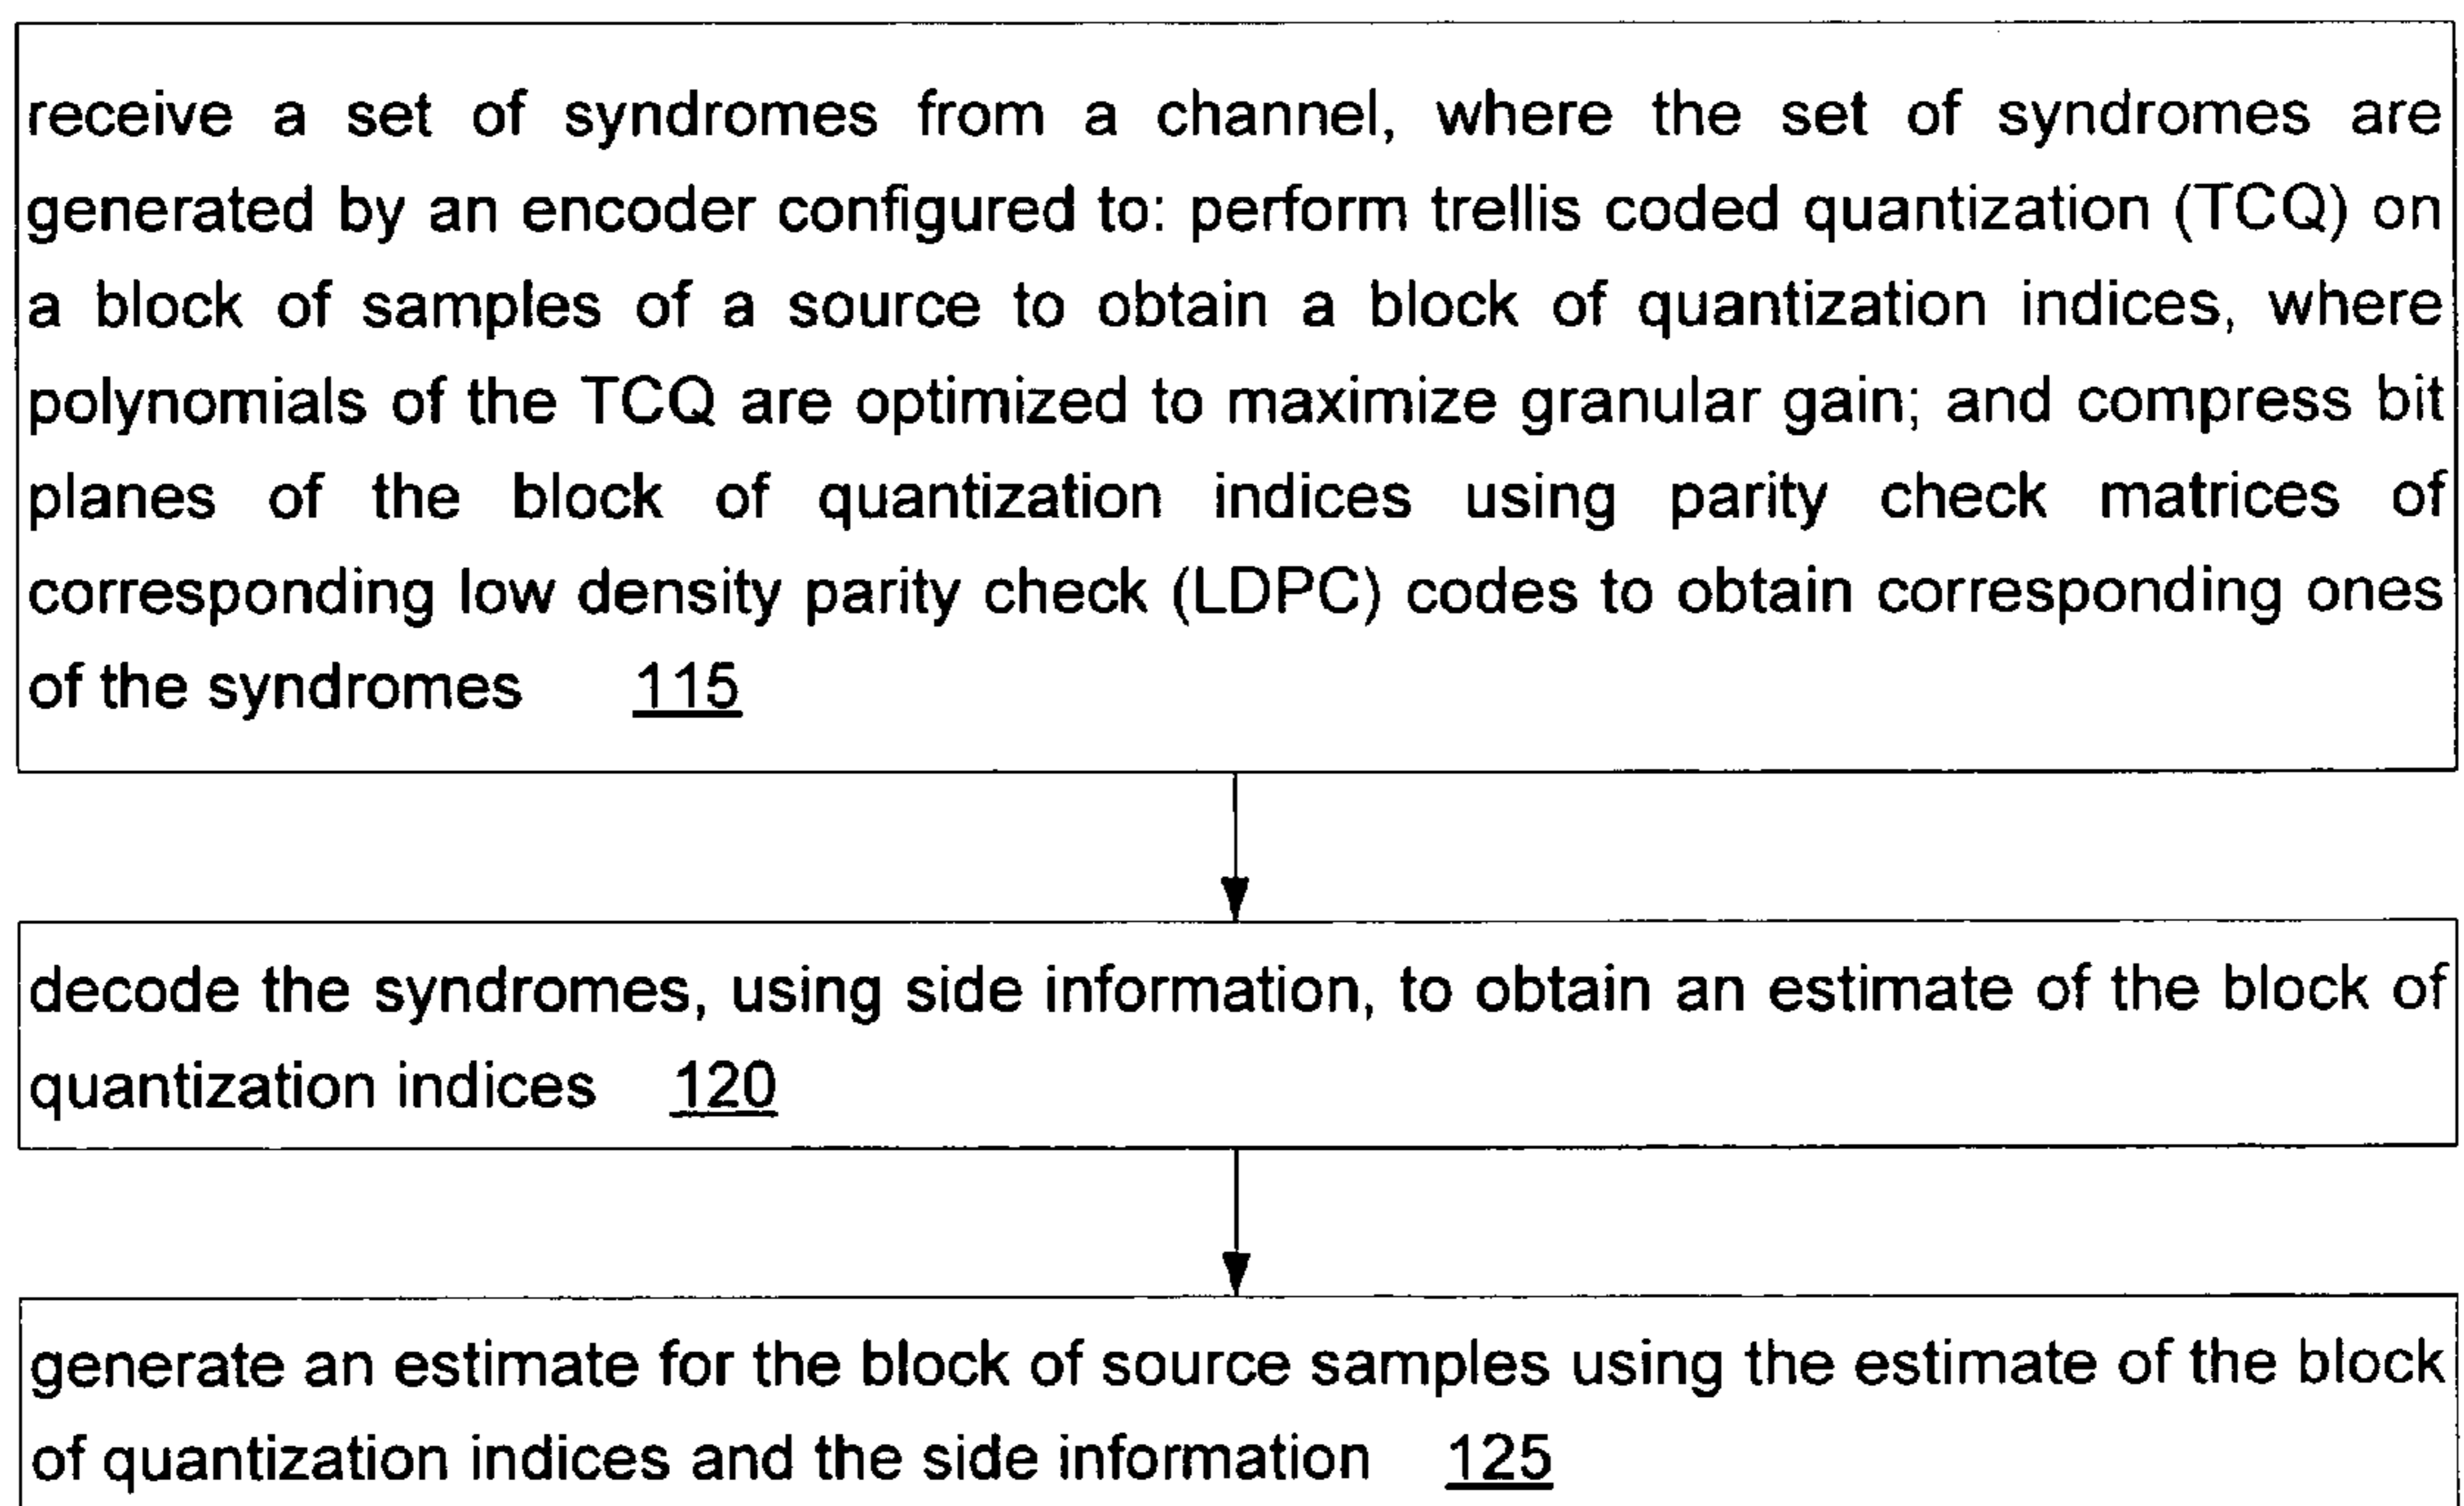 receive a set of syndromes from a channel, where the set of syndromes are
generated by an encoder configured to: perform trellis coded quantization (TCQ) on
a block of samples of a source to obtain a block of quantization indices, where
polynomials of the TCQ are optimized to maximize granular gain; and compress bit
planes of the block of quantization indices using parity check matrices of
corresponding low density parity check (LDPC) codes to obtain corresponding ones
of the syndromes 115
decode the syndromes, using side information, to obtain an estimate of the block of
quantization indices 120
generate an estimate for the block of source samples using the estimate of the block
of quantization indices and the side information 125